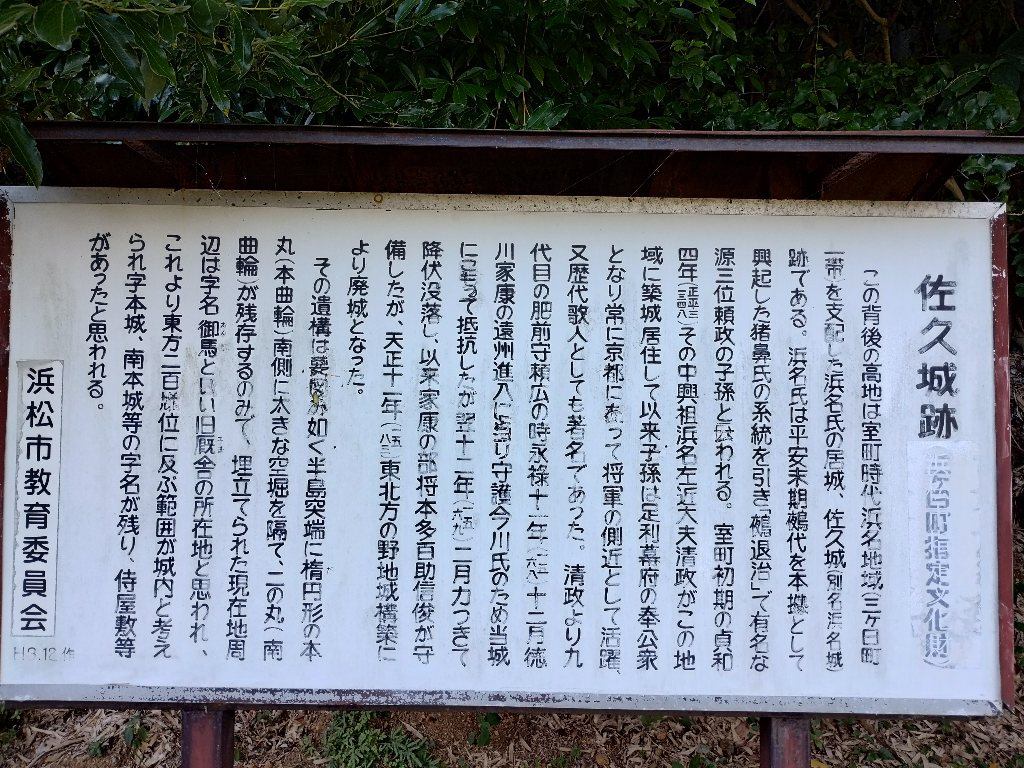 佐久城跡
(三ケ日町指定文化財)
この背後の高地は室町時代浜名地域(三ケ日町
一帯を支配した浜名氏の居城、佐久城(別名浜名城)
跡である。浜名氏は平安末期鵺代を本拠として
興起した猪鼻氏の系統を引き「鵺退治」で有名な
源三位頼政の子孫と云われる。室町初期の貞和
四年(正平三 一三四八)その中興祖浜名左近大夫清政がこの地
域に築城居住して以来子孫は足利幕府の奉公衆
となり常に京都にあって将軍の側近として活躍、
又歴代歌人としても著名であった。清政より九
代目の肥前守頼広の時永禄十一年(一五六八)十二月徳
川家康の遠州進入に当り守護今川氏のため当城
に一って抵抗したが翌十二年(一五六九)二月力つきて
降伏没落し、以来家康の部将本多百助信俊が守
備したが、天正十一年(一五八三)東北方の野地城構築に
より廃城となった。
その遺構は要図の如く半島突端に楕円形の本
丸(本曲輪)南側に大きな空堀を隔て、二の丸(南
曲輪)が残存するのみで、埋立てられた現在地周
辺は字名 御馬といい旧厩舎の所在地と思われ、
これより東方二百米位に及ぶ範囲が城内と考え
られ字本城、南本城等の字名が残り、侍屋敷等
があったと思われる。
浜松市教育委員会
H3.12作